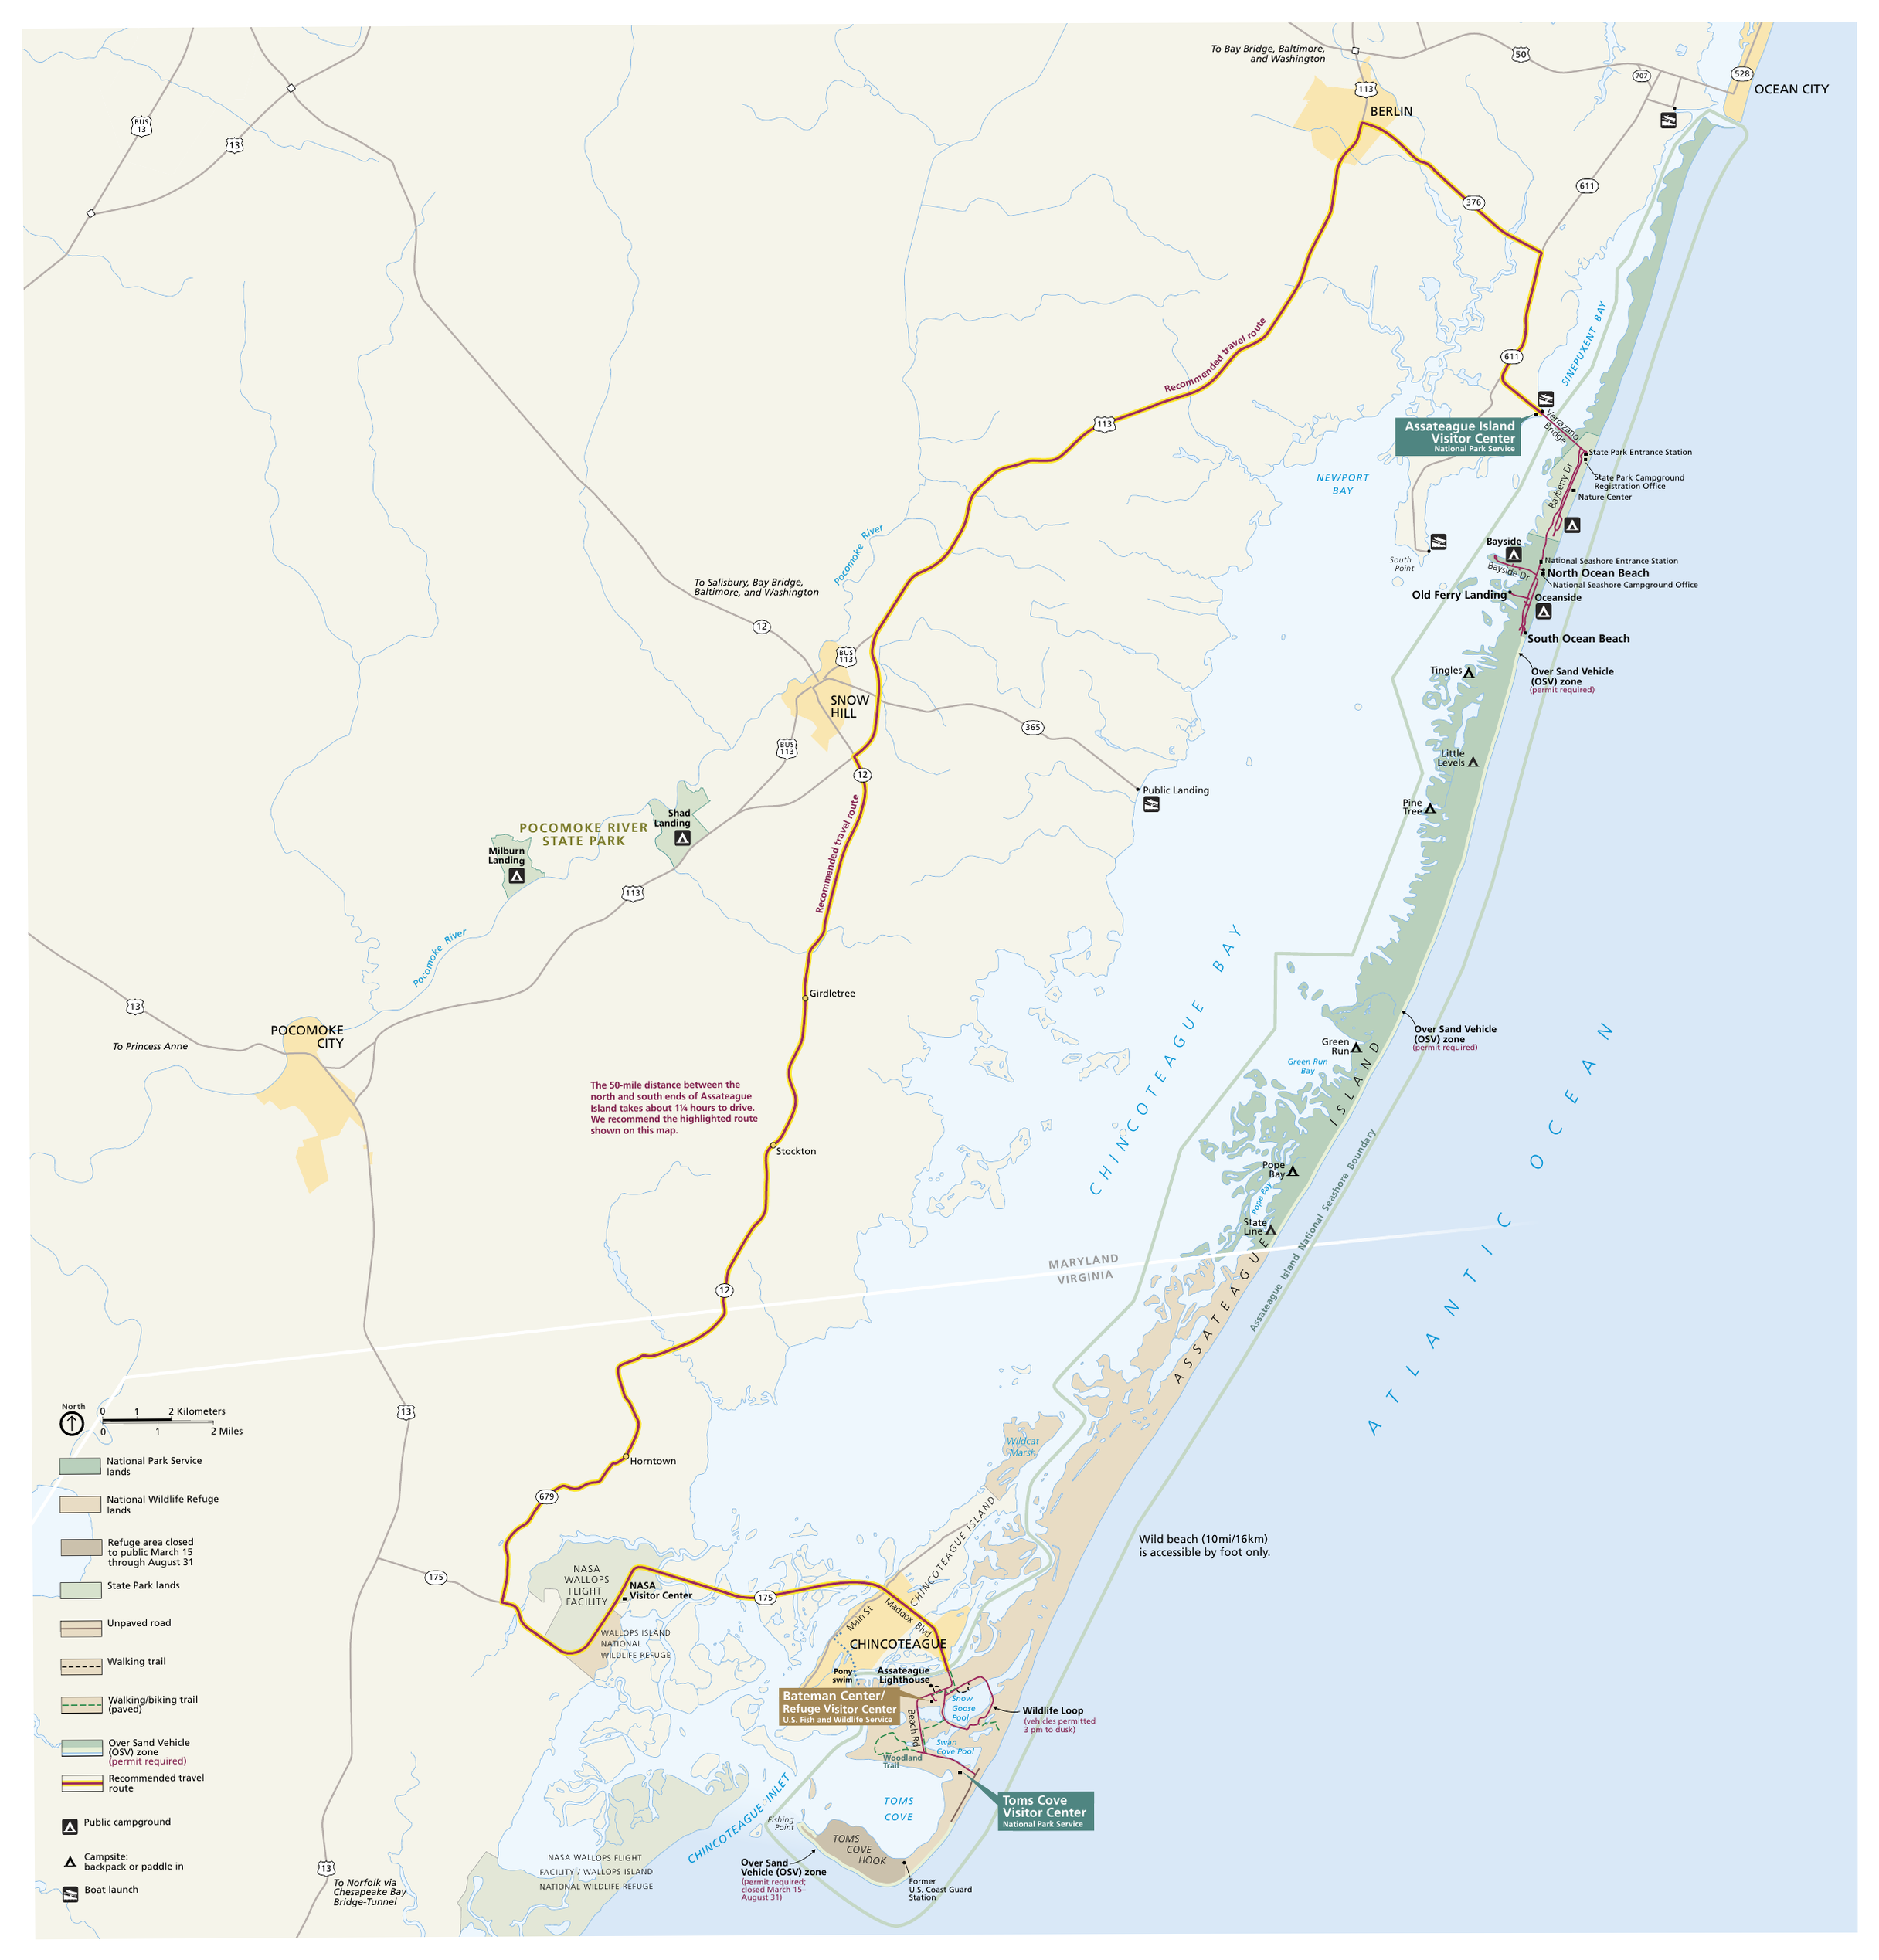 To Bay Bridge, Baltimore,
and Washington
50
707
528
OCEAN CITY
113
BERLIN
BUS
13
13
611
376
SINEPUXENT BAY
611
Recommended travel route
113
Verrazano
Bridge
Assateague Island
Visitor Center
National Park Service
State Park Entrance Station
State Park Campground
Registration Office
Bayberry Dr
Nature Center
NEWPORT
BAY
Pocomoke River
South
Point
Bayside
Bayside Dr
National Seashore Entrance Station
North Ocean Beach
National Seashore Campground Office
Old Ferry Landing
Oceanside
South Ocean Beach
To Salisbury, Bay Bridge,
Baltimore, and Washington
12
BUS
113
Tingles
Over Sand Vehicle
(OSV) zone
(permit required)
SNOW
HILL
365
BUS
113
12
Little
Levels
Public Landing
Pine
Tree
Recommended travel route
Shad
Landing
POCOMOKE RIVER
STATE PARK
Milburn
Landing
113
Pocomoke River
CHINCOTEAGUE BAY
13
Girdletree
POCOMOKE
CITY
To Princess Anne
Over Sand Vehicle
(OSV) zone
(permit required)
Green
Run
Green Run
Bay
The 50-mile distance between the
north and south ends of Assateague
Island takes about 1¼ hours to drive.
We recommend the highlighted route
shown on this map.
Stockton
Pope
Bay
Pope Bay
State
Line
ASSATEAGUE ISLAND
Assateague Island National Seashore Boundary
ATLANTIC OCEAN
MARYLAND
VIRGINIA
12
13
North
0 1 2 Kilometers
0 1 2 Miles
Wildcat
Marsh
Horntown
679
National Park Service
lands
National Wildlife Refuge
lands
Refuge area closed
to public March 15
through August 31
State Park lands
Unpaved road
Walking trail
Walking/biking trail
(paved)
Over Sand Vehicle
(OSV) zone
(permit required)
Recommended travel
route
Public campground
Campsite:
backpack or paddle in
Boat launch
Wild beach (10mi/16km)
is accessible by foot only.
175
NASA
WALLOPS
FLIGHT
FACILITY
NASA
Visitor Center
175
CHINCOTEAGUE ISLAND
Main St
Maddox Blvd
WALLOPS ISLAND
NATIONAL
WILDLIFE REFUGE
CHINCOTEAGUE
Pony
swim
Assateague
Lighthouse
Bateman Center/
Refuge Visitor Center
U.S. Fish and Wildlife Service
Snow
Goose
Pool
Wildlife Loop
(vehicles permitted
3 pm to dusk)
Beach Rd
Swan
Cove Pool
Woodland
Trail
Toms Cove
Visitor Center
National Park Service
TOMS
COVE
CHINCOTEAGUE INLET
Fishing
Point
TOMS
COVE
HOOK
Over Sand
Vehicle (OSV) zone
(Permit required;
closed March 15–
August 31)
Former
U.S. Coast Guard
Station
NASA WALLOPS FLIGHT
FACILITY / WALLOPS ISLAND
NATIONAL WILDLIFE REFUGE
13
To Norfolk via
Chesapeake Bay
Bridge-Tunnel